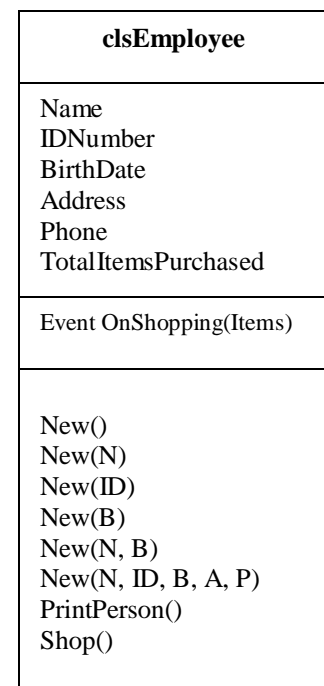 clsEmployee
Name
IDNumber
BirthDate
Address
Phone
TotalItemsPurchased
Event OnShopping(Items)
New()
New(N)
New(ID)
New(B)
New(N, B)
New(N, ID, B, A, P)
PrintPerson()
Shop()